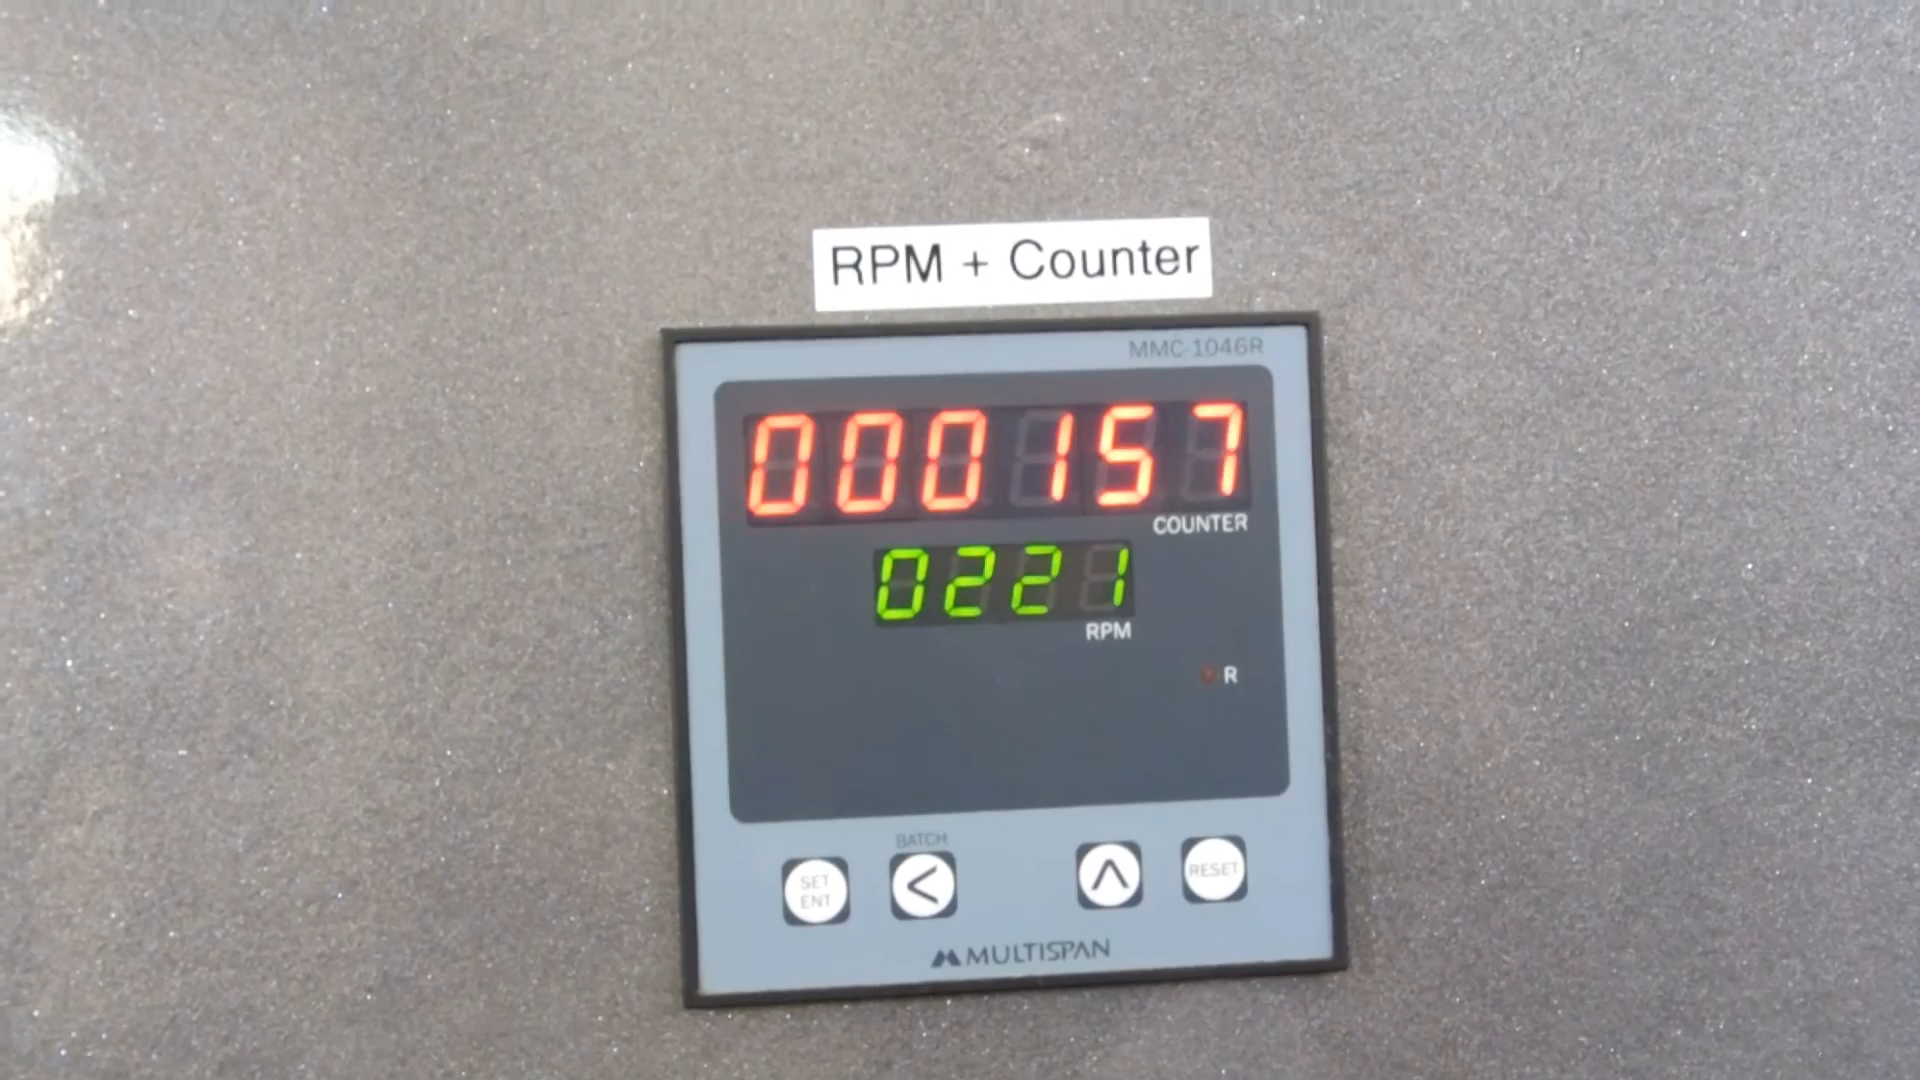 RPM + Counter
MMC-1046R
000157
COUNTER
0221
RPM
R
BATCH
SET
ENT
<
RESET
MULTISPAN